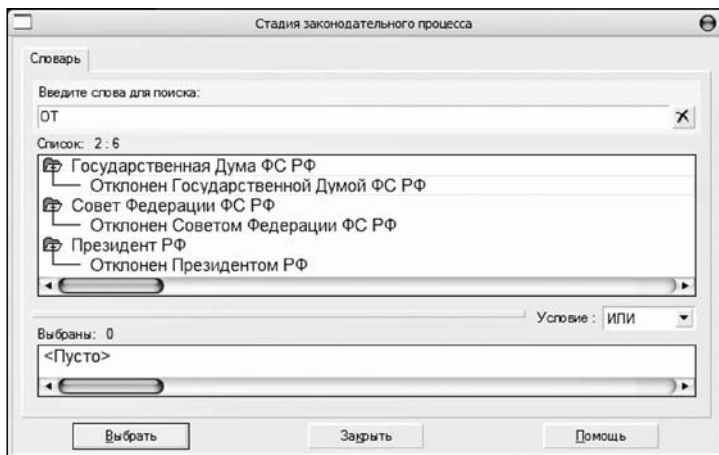 Стадия законодательного процесса
Словарь
Введите слова для поиска:
ОТ
Список: 2 : 6
Государственная Дума ФС РФ
Отклонен Государственной Думой ФС РФ
Совет Федерации ФС РФ
Отклонен Советом Федерации ФС РФ
Президент РФ
Отклонен Президентом РФ
Условие : ИЛИ
Выбраны: 0
<Пусто>
Выбрать Закрыть Помощь